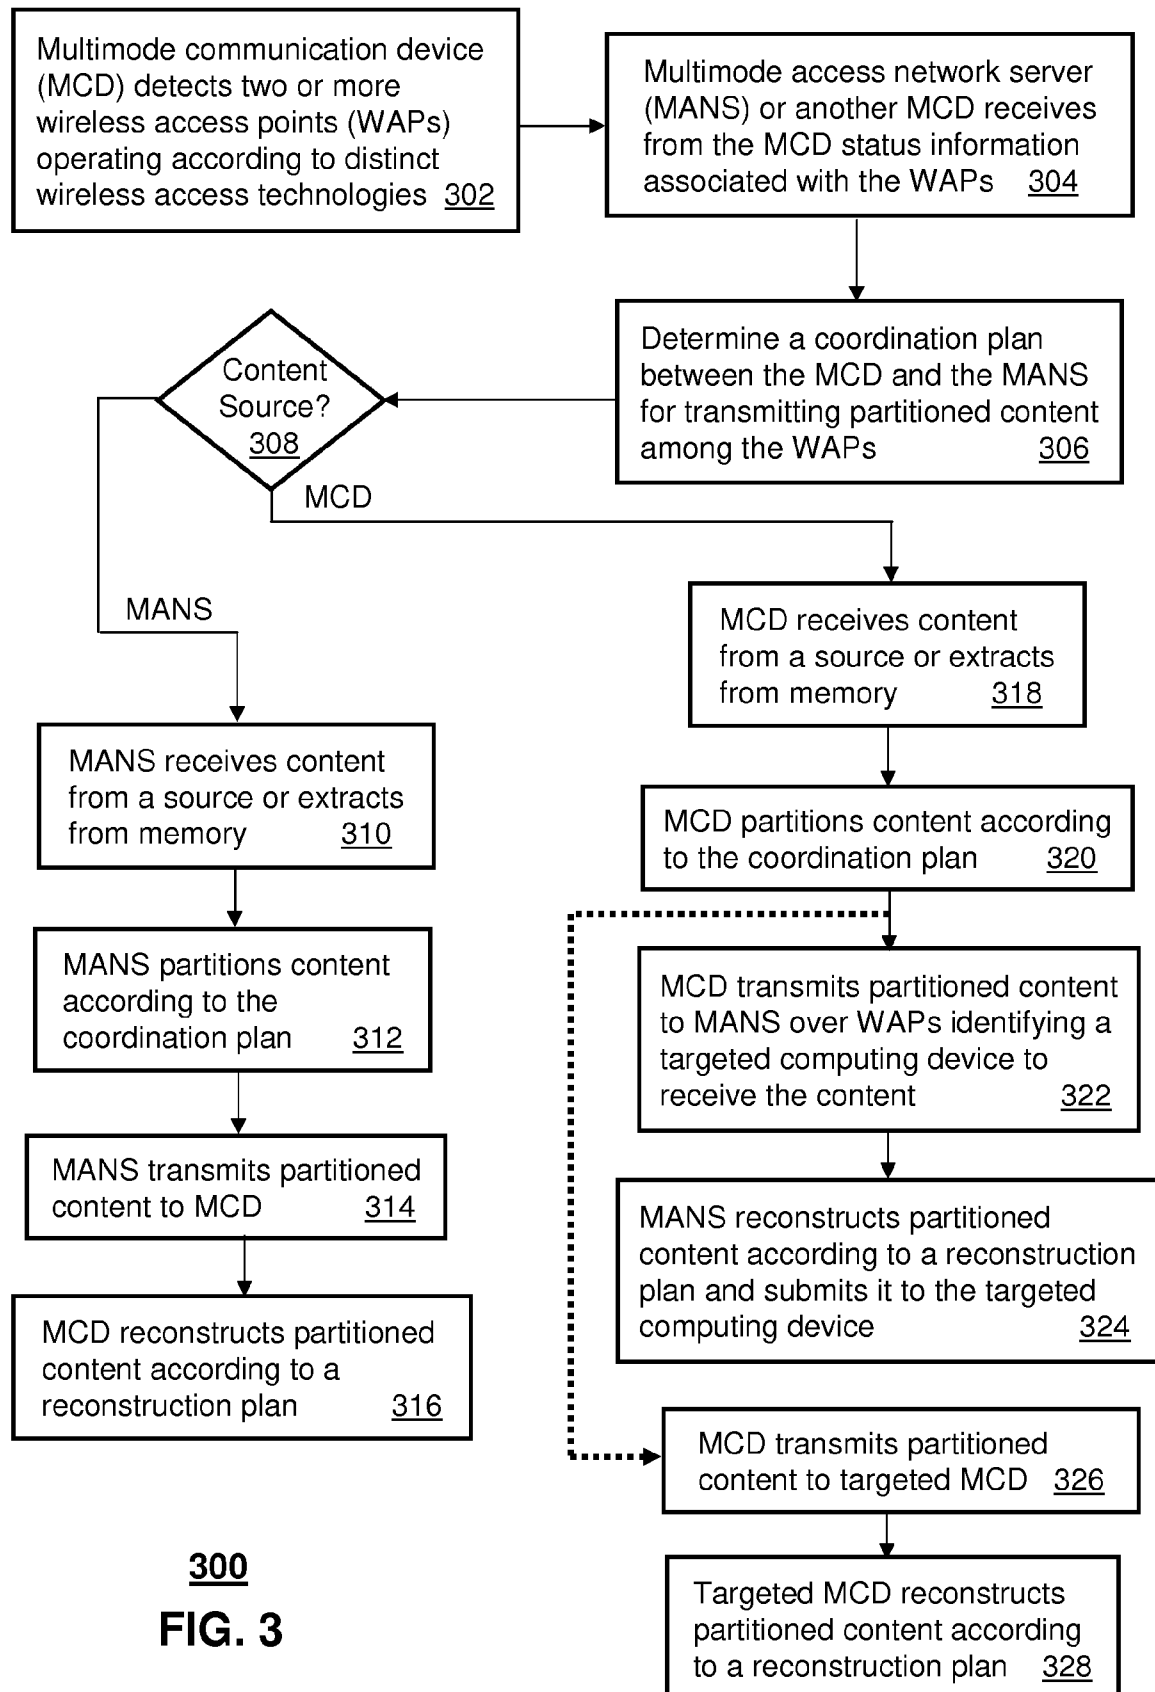 Multimode communication device
(MCD) detects two or more
wireless access points (WAPs)
operating according to distinct
wireless access technologies 302
Multimode access network server
(MANS) or another MCD receives
from the MCD status information
associated with the WAPs 304
Determine a coordination plan
between the MCD and the MANS
for transmitting partitioned content
among the WAPs 306
Content
Source?
308
MCD
MANS
MANS receives content
from a source or extracts
from memory 310
MANS partitions content
according to the
coordination plan 312
MANS transmits partitioned
content to MCD 314
MCD reconstructs partitioned
content according to a
reconstruction plan 316
MCD receives content
from a source or extracts
from memory 318
MCD partitions content according
to the coordination plan 320
MCD transmits partitioned content
to MANS over WAPs identifying a
targeted computing device to
receive the content 322
MANS reconstructs partitioned
content according to a reconstruction
plan and submits it to the targeted
computing device 324
MCD transmits partitioned
content to targeted MCD 326
Targeted MCD reconstructs
partitioned content according
to a reconstruction plan 328
300
FIG. 3